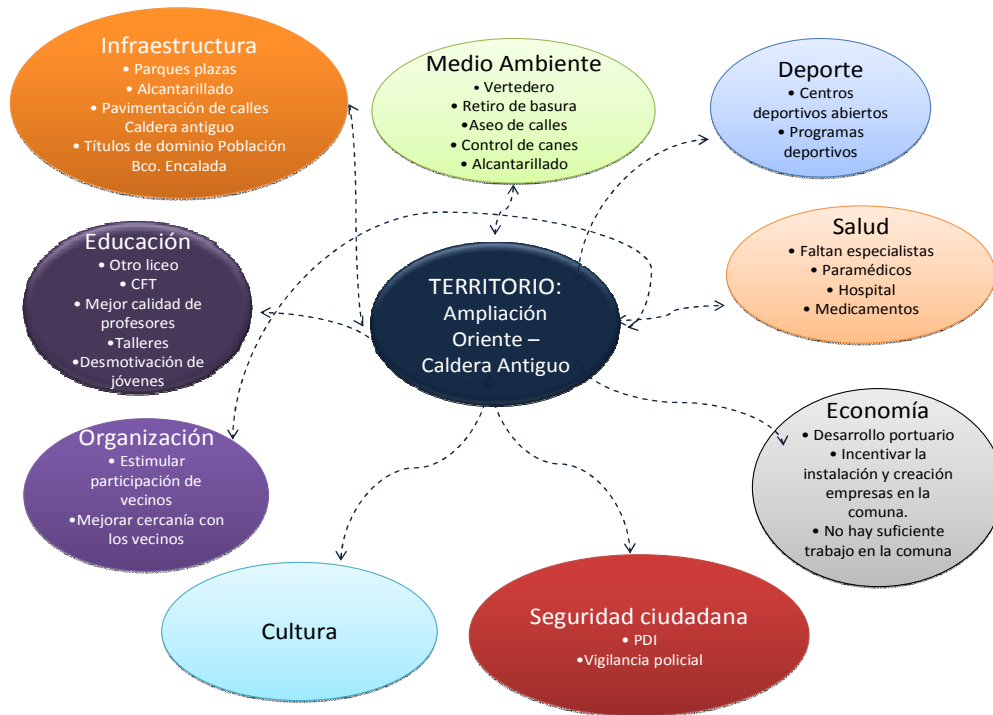 Infraestructura
• Parques plazas
• Alcantarillado
• Pavimentación de calles
Caldera antiguo
• Títulos de dominio Población
Bco. Encalada
Medio Ambiente
• Vertedero
• Retiro de basura
•Aseo de calles
• Control de canes
• Alcantarillado
Deporte
• Centros
deportivos abiertos
• Programas
deportivos
Educación
• Otro liceo
• CFT
• Mejor calidad de
profesores
•Talleres
•Desmotivación de
jóvenes
TERRITORIO:
Ampliación
Oriente –
Caldera Antiguo
Salud
• Faltan especialistas
• Paramédicos
• Hospital
• Medicamentos
Organización
• Estimular
participación de
vecinos
•Mejorar cercanía con
los vecinos
Economía
• Desarrollo portuario
• Incentivar la
instalación y creación
empresas en la
comuna.
• No hay suficiente
trabajo en la comuna
Cultura
Seguridad ciudadana
• PDI
•Vigilancia policial